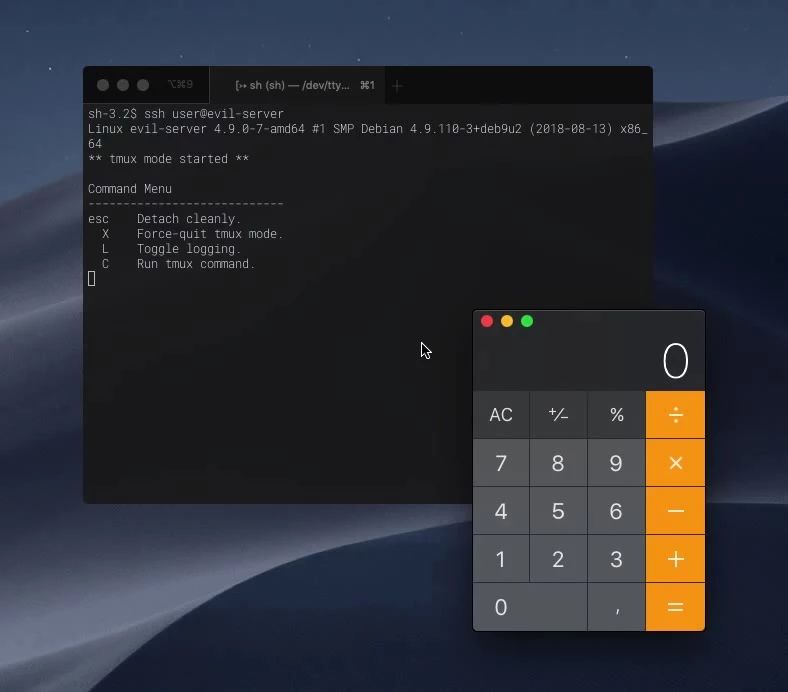 ⌥⌘9 [↣ sh (sh) — /dev/tty... ⌘1 +
sh-3.2$ ssh user@evil-server
Linux evil-server 4.9.0-7-amd64 #1 SMP Debian 4.9.110-3+deb9u2 (2018-08-13) x86_
64
** tmux mode started **
Command Menu
----------------------------
esc    Detach cleanly.
  X    Force-quit tmux mode.
  L    Toggle logging.
  C    Run tmux command.
0
AC ⁺∕₋ % ÷
7 8 9 ×
4 5 6 −
1 2 3 +
0 , =